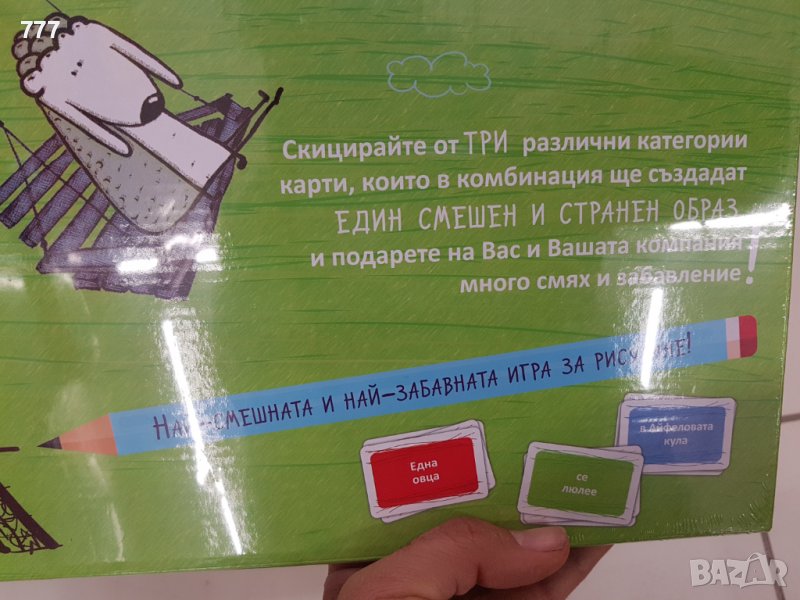 777
Скицирайте от ТРИ различни категории
карти, които в комбинация ще създадат
ЕДИН СМЕШЕН И СТРАНЕН ОБРАЗ
и подарете на Вас и Вашата компания
много смях и забавление!
НАЙ-СМЕШНАТА И НАЙ-ЗАБАВНАТА ИГРА ЗА РИСУВАНЕ!
Една
овца
се
люлее
в Айфеловата
кула
BAZAR